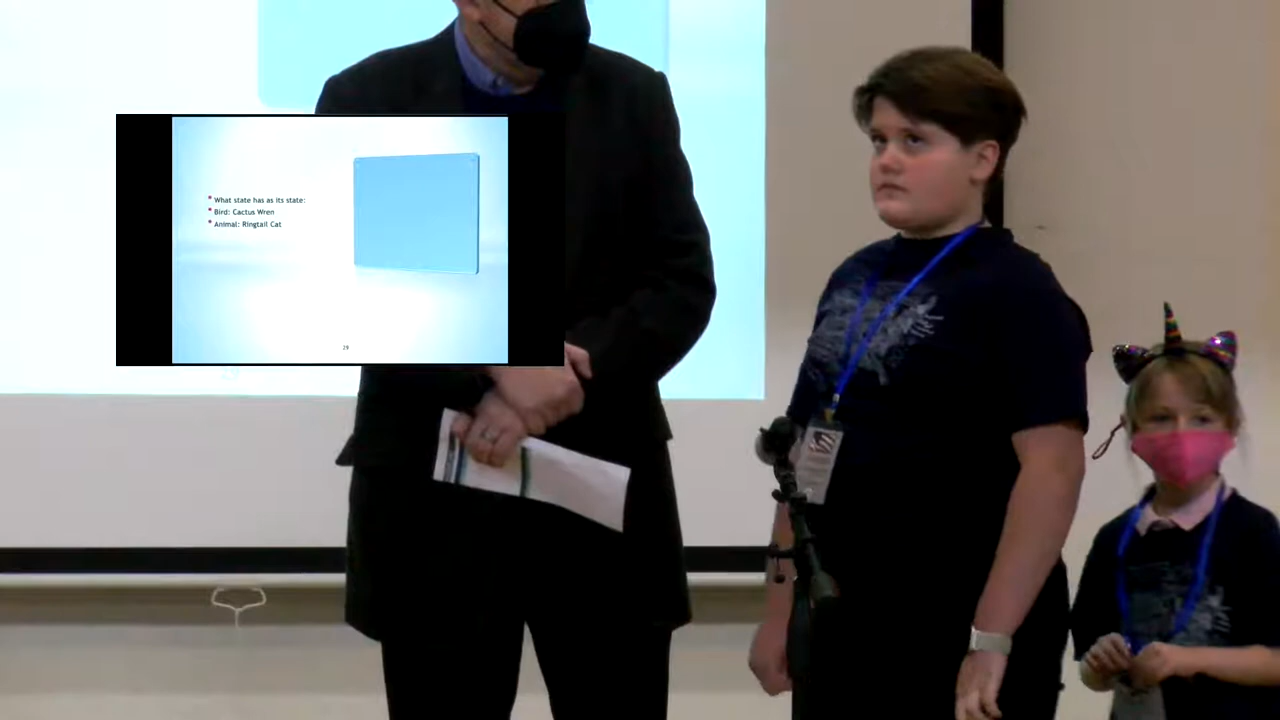 What state has as its state:
Bird: Cactus Wren
Animal: Ringtail Cat
29